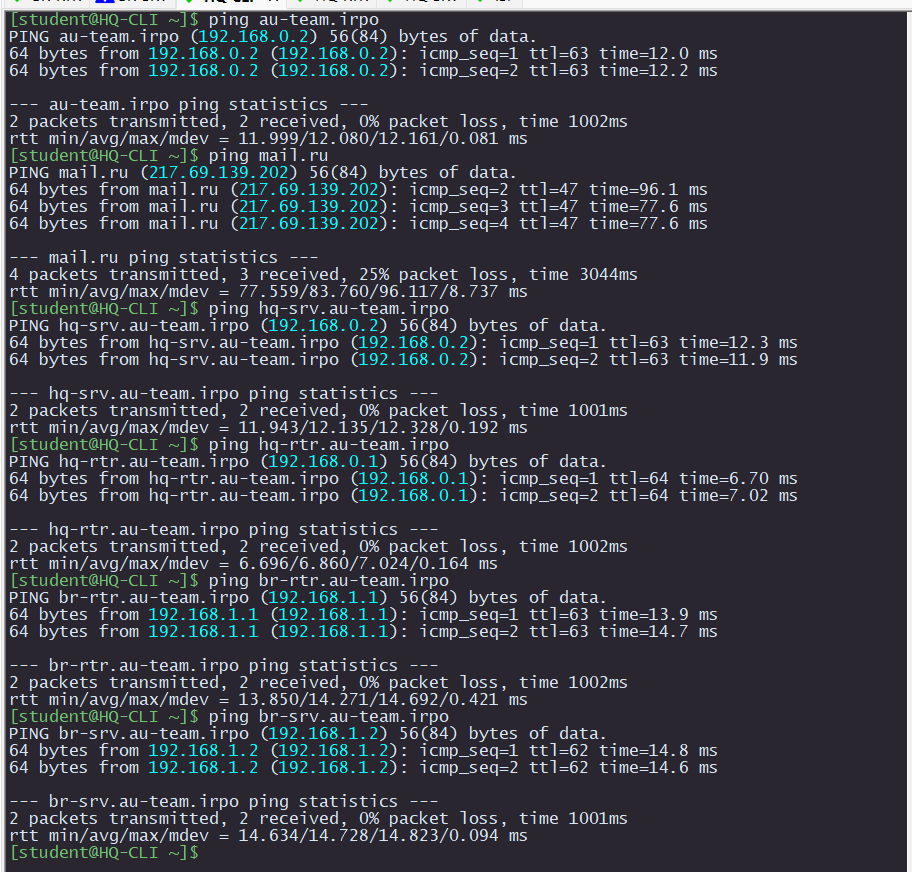 [student@HQ-CLI ~]$ ping au-team.irpo
PING au-team.irpo (192.168.0.2) 56(84) bytes of data.
64 bytes from 192.168.0.2 (192.168.0.2): icmp_seq=1 ttl=63 time=12.0 ms
64 bytes from 192.168.0.2 (192.168.0.2): icmp_seq=2 ttl=63 time=12.2 ms
--- au-team.irpo ping statistics ---
2 packets transmitted, 2 received, 0% packet loss, time 1002ms
rtt min/avg/max/mdev = 11.999/12.080/12.161/0.081 ms
[student@HQ-CLI ~]$ ping mail.ru
PING mail.ru (217.69.139.202) 56(84) bytes of data.
64 bytes from mail.ru (217.69.139.202): icmp_seq=2 ttl=47 time=96.1 ms
64 bytes from mail.ru (217.69.139.202): icmp_seq=3 ttl=47 time=77.6 ms
64 bytes from mail.ru (217.69.139.202): icmp_seq=4 ttl=47 time=77.6 ms
--- mail.ru ping statistics ---
4 packets transmitted, 3 received, 25% packet loss, time 3044ms
rtt min/avg/max/mdev = 77.559/83.760/96.117/8.737 ms
[student@HQ-CLI ~]$ ping hq-srv.au-team.irpo
PING hq-srv.au-team.irpo (192.168.0.2) 56(84) bytes of data.
64 bytes from hq-srv.au-team.irpo (192.168.0.2): icmp_seq=1 ttl=63 time=12.3 ms
64 bytes from hq-srv.au-team.irpo (192.168.0.2): icmp_seq=2 ttl=63 time=11.9 ms
--- hq-srv.au-team.irpo ping statistics ---
2 packets transmitted, 2 received, 0% packet loss, time 1001ms
rtt min/avg/max/mdev = 11.943/12.135/12.328/0.192 ms
[student@HQ-CLI ~]$ ping hq-rtr.au-team.irpo
PING hq-rtr.au-team.irpo (192.168.0.1) 56(84) bytes of data.
64 bytes from hq-rtr.au-team.irpo (192.168.0.1): icmp_seq=1 ttl=64 time=6.70 ms
64 bytes from hq-rtr.au-team.irpo (192.168.0.1): icmp_seq=2 ttl=64 time=7.02 ms
--- hq-rtr.au-team.irpo ping statistics ---
2 packets transmitted, 2 received, 0% packet loss, time 1002ms
rtt min/avg/max/mdev = 6.696/6.860/7.024/0.164 ms
[student@HQ-CLI ~]$ ping br-rtr.au-team.irpo
PING br-rtr.au-team.irpo (192.168.1.1) 56(84) bytes of data.
64 bytes from 192.168.1.1 (192.168.1.1): icmp_seq=1 ttl=63 time=13.9 ms
64 bytes from 192.168.1.1 (192.168.1.1): icmp_seq=2 ttl=63 time=14.7 ms
--- br-rtr.au-team.irpo ping statistics ---
2 packets transmitted, 2 received, 0% packet loss, time 1002ms
rtt min/avg/max/mdev = 13.850/14.271/14.692/0.421 ms
[student@HQ-CLI ~]$ ping br-srv.au-team.irpo
PING br-srv.au-team.irpo (192.168.1.2) 56(84) bytes of data.
64 bytes from 192.168.1.2 (192.168.1.2): icmp_seq=1 ttl=62 time=14.8 ms
64 bytes from 192.168.1.2 (192.168.1.2): icmp_seq=2 ttl=62 time=14.6 ms
--- br-srv.au-team.irpo ping statistics ---
2 packets transmitted, 2 received, 0% packet loss, time 1001ms
rtt min/avg/max/mdev = 14.634/14.728/14.823/0.094 ms
[student@HQ-CLI ~]$